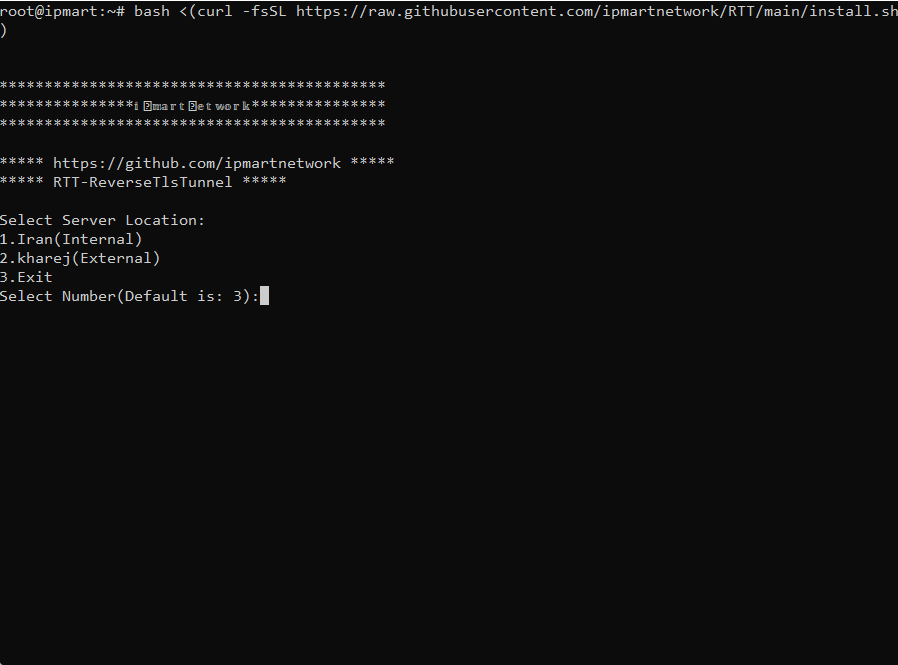 root@ipmart:~# bash <(curl -fsSL https://raw.githubusercontent.com/ipmartnetwork/RTT/main/install.sh
)
*******************************************
***************𝕚⍰𝕞𝕒𝕣𝕥⍰𝕖𝕥𝕨𝕠𝕣𝕜***************
*******************************************
***** https://github.com/ipmartnetwork *****
***** RTT-ReverseTlsTunnel *****
Select Server Location:
1.Iran(Internal)
2.kharej(External)
3.Exit
Select Number(Default is: 3):